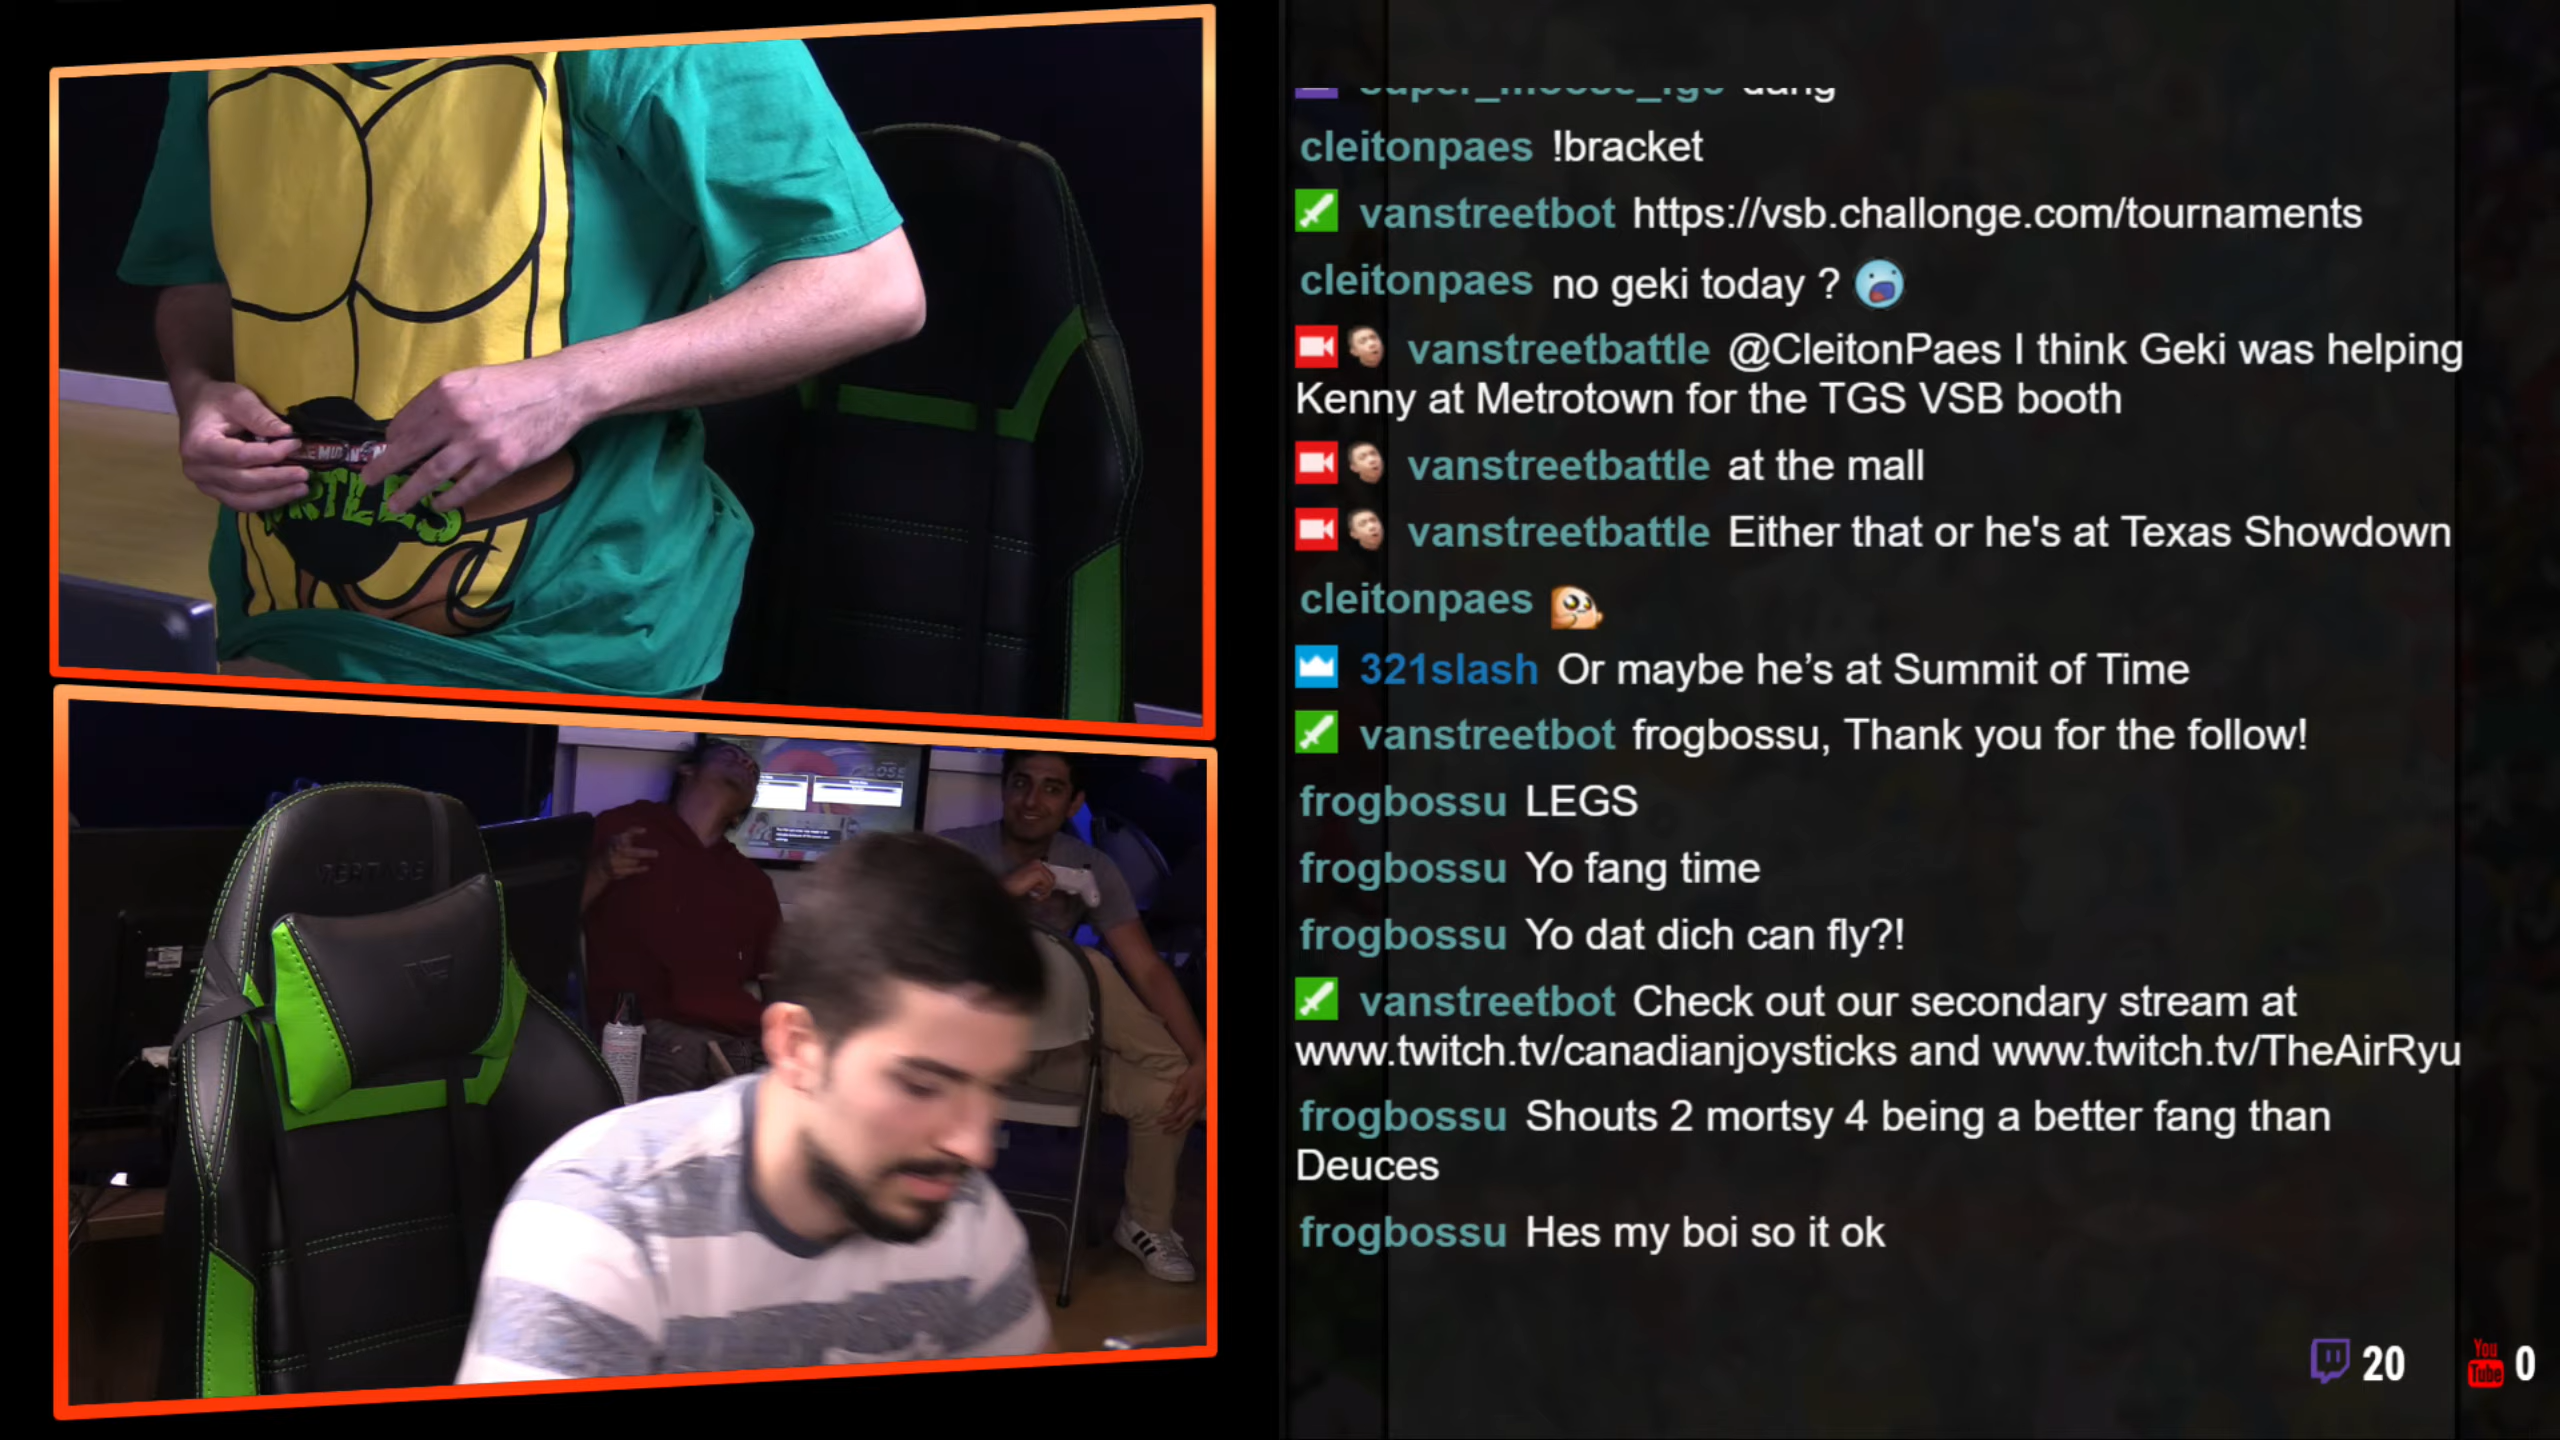 dang
cleitonpaes !bracket
vanstreetbot https://vsb.challonge.com/tournaments
cleitonpaes no geki today ?
vanstreetbattle @CleitonPaes I think Geki was helping
Kenny at Metrotown for the TGS VSB booth
vanstreetbattle at the mall
vanstreetbattle Either that or he's at Texas Showdown
cleitonpaes
321slash Or maybe he’s at Summit of Time
vanstreetbot frogbossu, Thank you for the follow!
frogbossu LEGS
frogbossu Yo fang time
frogbossu Yo dat dich can fly?!
vanstreetbot Check out our secondary stream at
www.twitch.tv/canadianjoysticks and www.twitch.tv/TheAirRyu
frogbossu Shouts 2 mortsy 4 being a better fang than
Deuces
frogbossu Hes my boi so it ok
20
You Tube 0